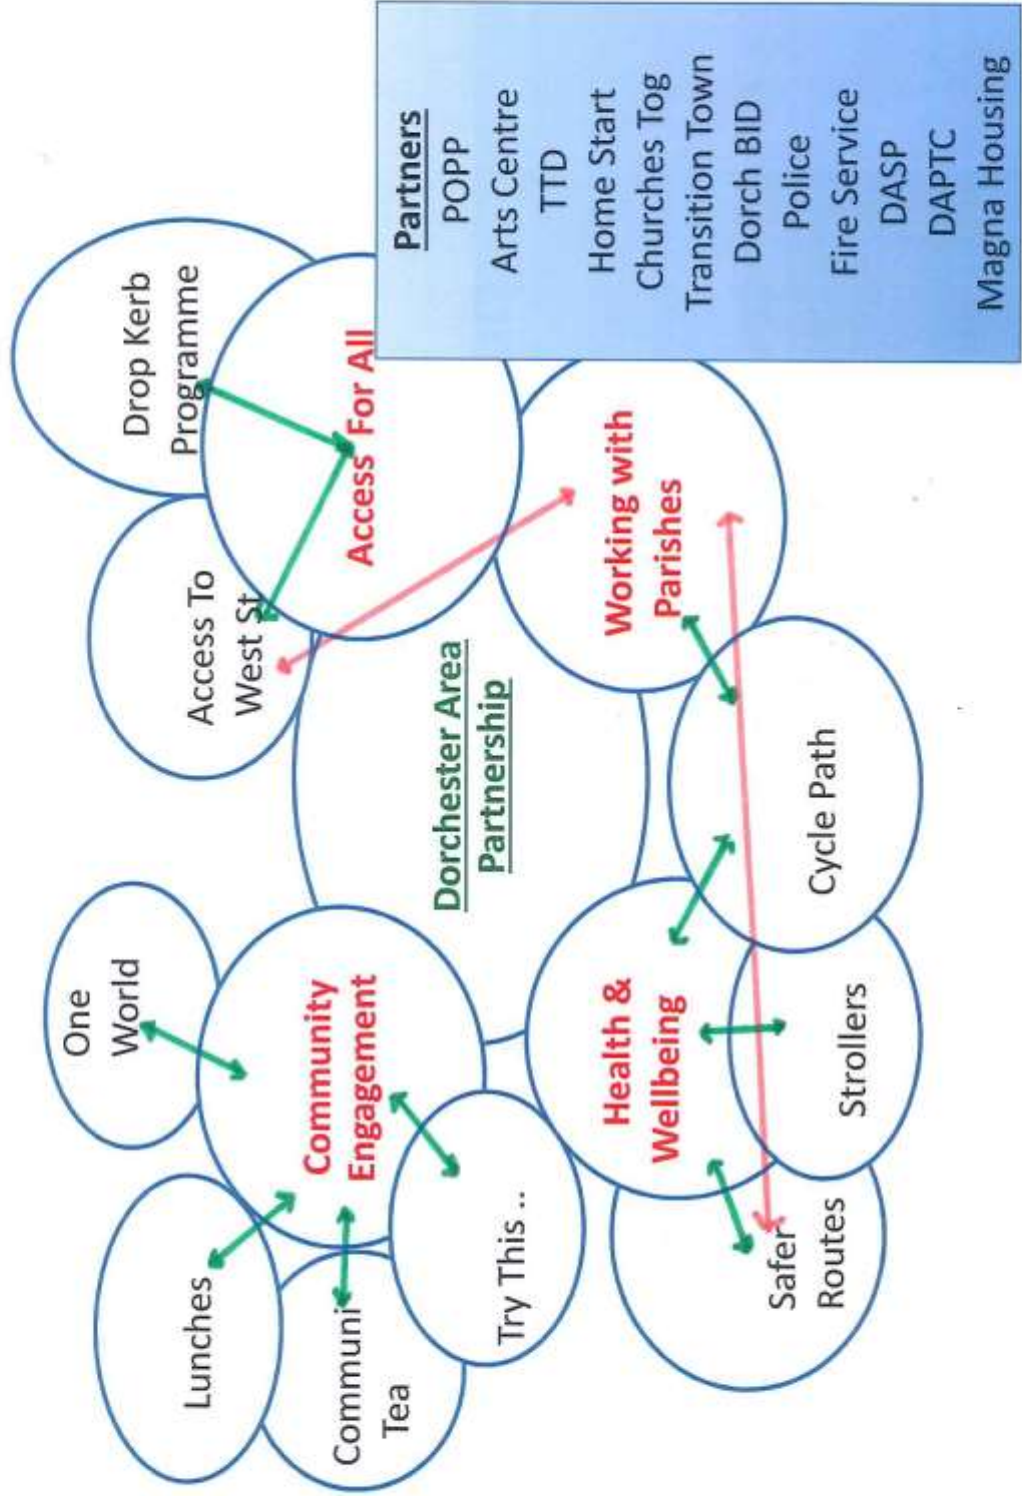 One
World
Lunches
Community
Engagement
Communi
Tea
Try This ..
Drop Kerb
Programme
Access To
West St
Access For All
Dorchester Area
Partnership
Working with
Parishes
Health &
Wellbeing
Safer
Routes
Strollers
Cycle Path
Partners
POPP
Arts Centre
TTD
Home Start
Churches Tog
Transition Town
Dorch BID
Police
Fire Service
DASP
DAPTC
Magna Housing